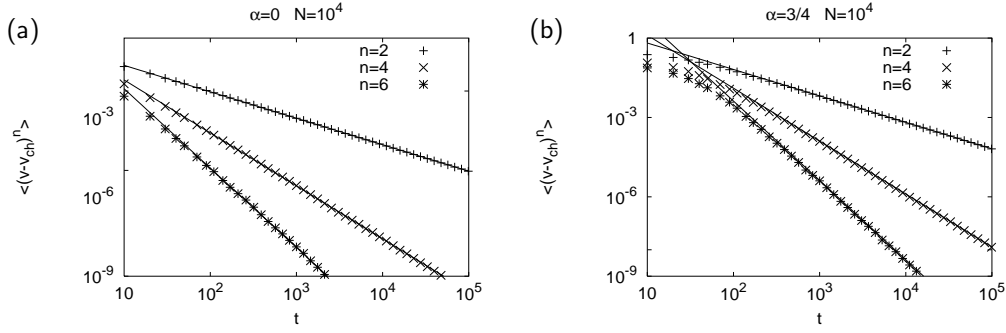 (a)
α=0 N=10^4
<(v-v_ch)^n>
10^-3
10^-6
10^-9
n=2
n=4
n=6
10 10^2 10^3 10^4 10^5
t
(b)
α=3/4 N=10^4
<(v-v_ch)^n>
1
10^-3
10^-6
10^-9
n=2
n=4
n=6
10 10^2 10^3 10^4 10^5
t